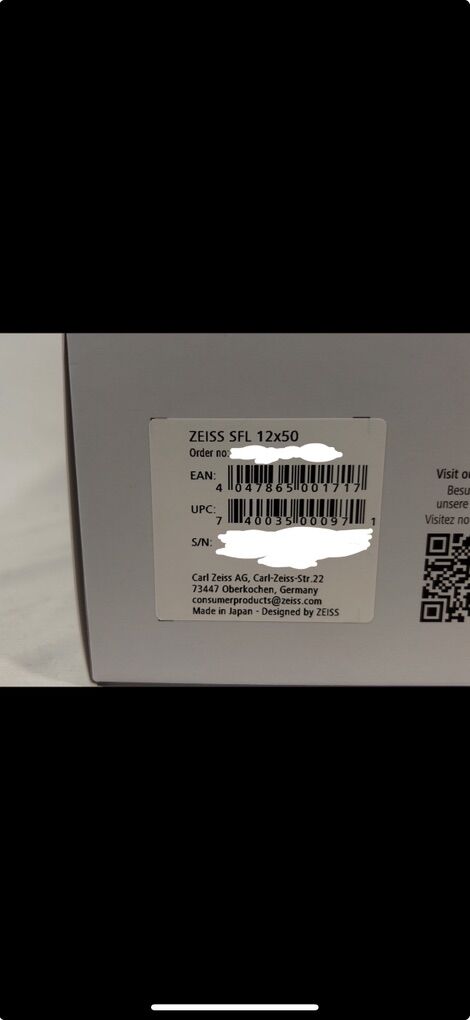 ZEISS SFL 12x50
Order no:
EAN:
4 047865 001717
UPC:
7 40035 00097 1
S/N:
Carl Zeiss AG, Carl-Zeiss-Str.22
73447 Oberkochen, Germany
consumerproducts@zeiss.com
Made in Japan - Designed by ZEISS
Visit
Besu
unsere
Visitez no